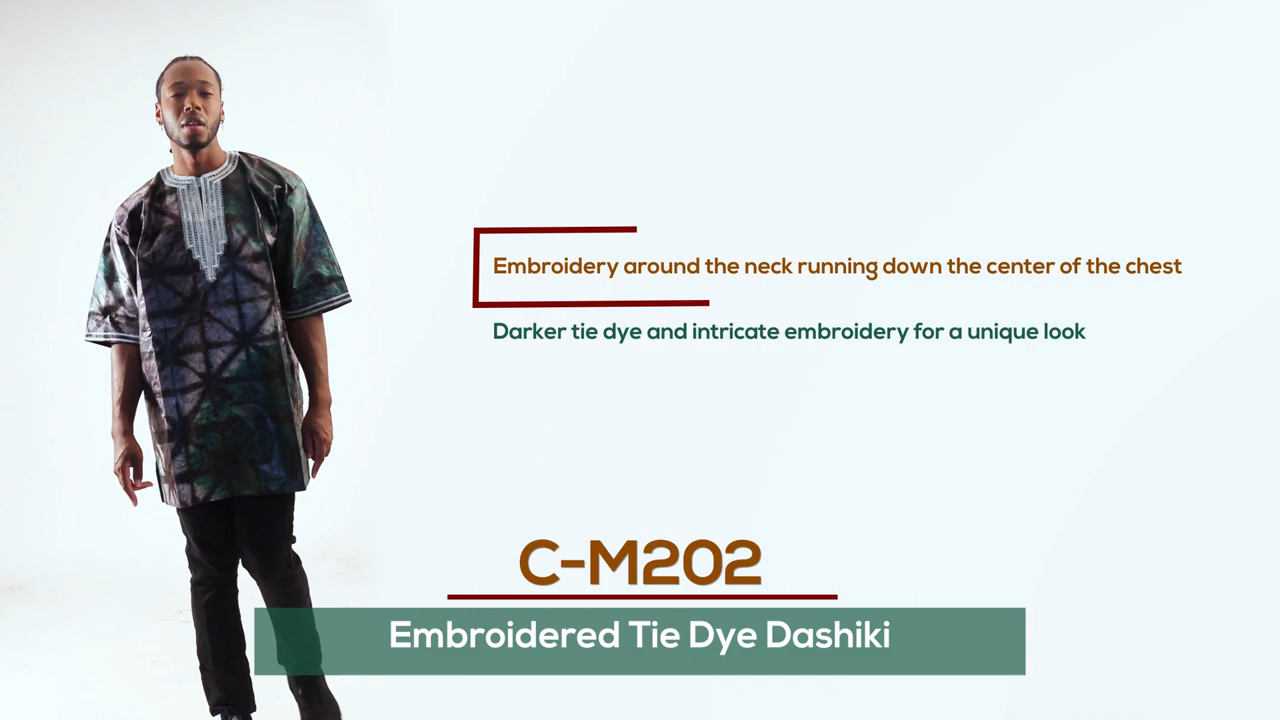 Embroidery around the neck running down the center of the chest
Darker tie dye and intricate embroidery for a unique look
C-M202
Embroidered Tie Dye Dashiki